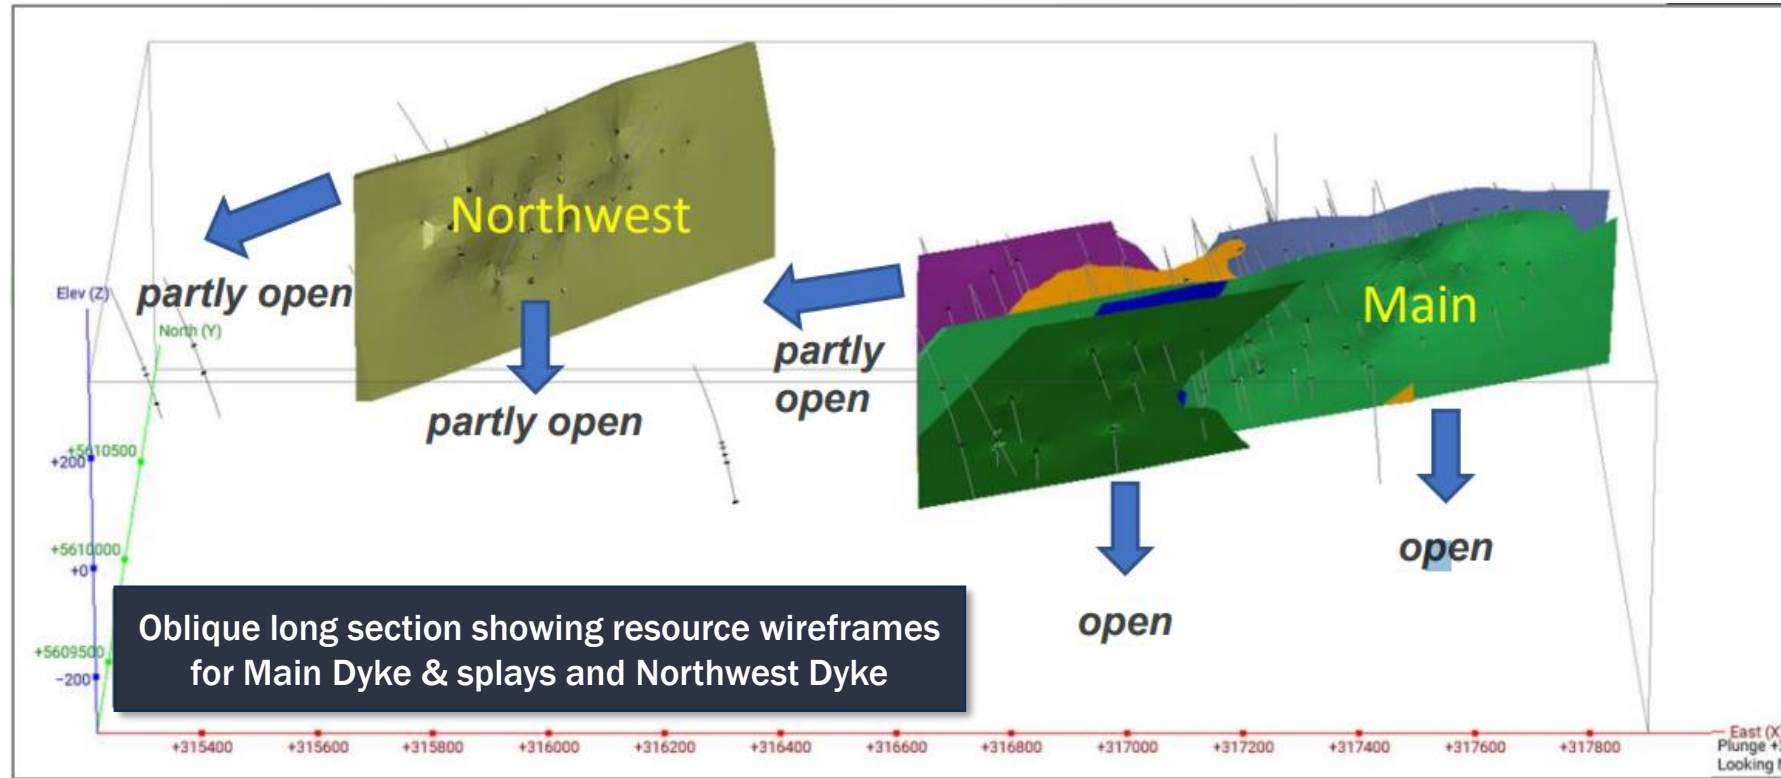 Northwest
Main
partly open
partly
open
partly open
open
open
Elev (Z)
North (Y)
+200
+5610500
+5610000
+0
+5609500
-200
Oblique long section showing resource wireframes
for Main Dyke & splays and Northwest Dyke
+315400 +315600 +315800 +316000 +316200 +316400 +316600 +316800 +317000 +317200 +317400 +317600 +317800
East (X)
Plunge
Looking